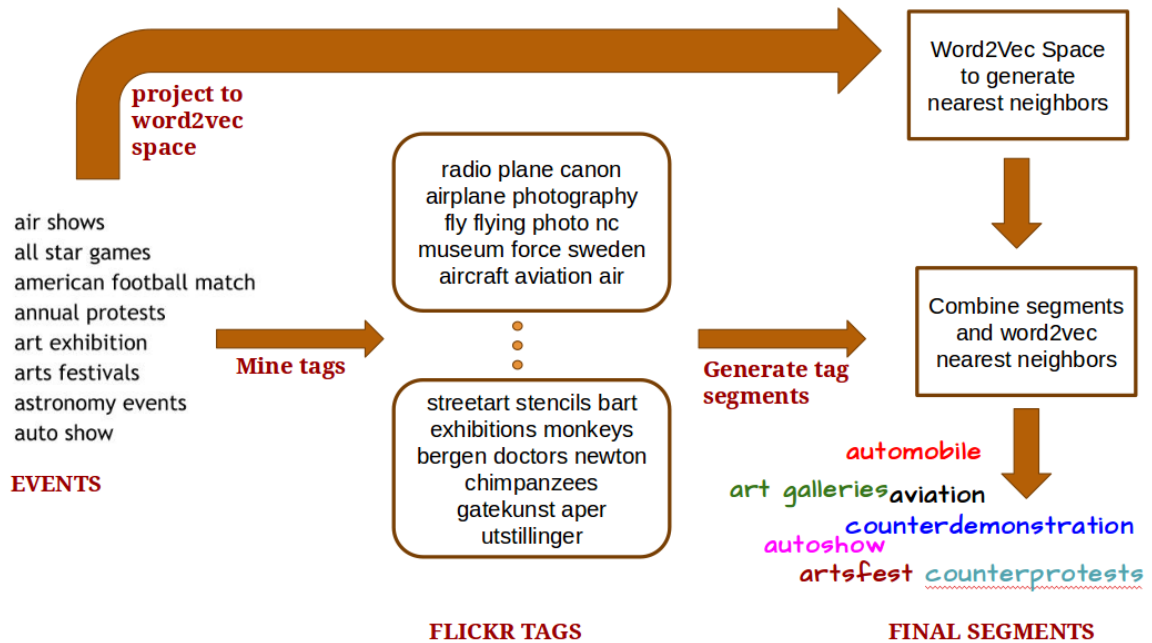 project to
word2vec
space
Word2Vec Space
to generate
nearest neighbors
air shows
all star games
american football match
annual protests
art exhibition
arts festivals
astronomy events
auto show
EVENTS
Mine tags
radio plane canon
airplane photography
fly flying photo nc
museum force sweden
aircraft aviation air
streetart stencils bart
exhibitions monkeys
bergen doctors newton
chimpanzees
gatekunst aper
utstillinger
FLICKR TAGS
Generate tag
segments
Combine segments
and word2vec
nearest neighbors
automobile
art galleries
aviation
counterdemonstration
autoshow
artsfest
counterprotests
FINAL SEGMENTS